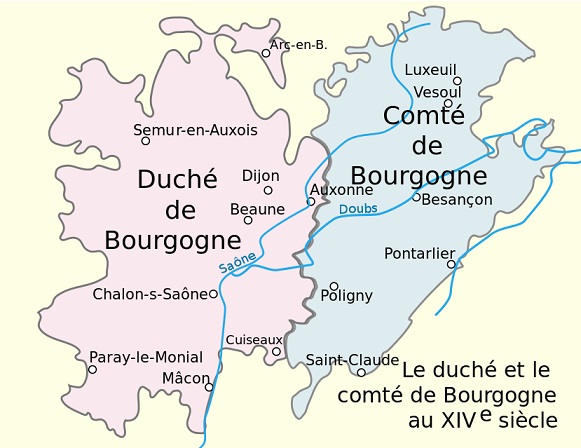 Arc-en-B.
Luxeuil
Vesoul
Comté
de
Bourgogne
Semur-en-Auxois
Duché
de
Bourgogne
Dijon
Auxonne
Beaune
Doubs
Besançon
Saône
Pontarlier
Chalon-s-Saône
Poligny
Cuiseaux
Paray-le-Monial
Mâcon
Saint-Claude
Le duché et le
comté de Bourgogne
au XIVe siècle